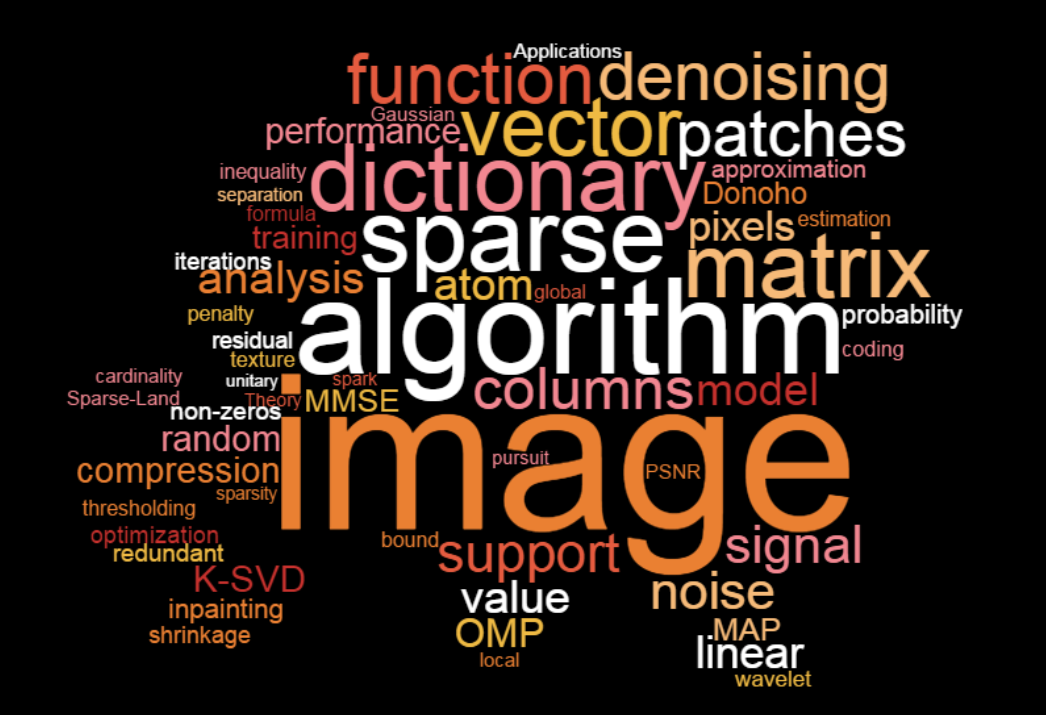 Applications
function
denoising
Gaussian
performance
vector
patches
dictionary
approximation
inequality
separation
Donoho
formula
training
sparse
pixels
estimation
iterations
analysis
atom
global
matrix
penalty
algorithm
probability
residual
texture
coding
cardinality
unitary
spark
columns
model
Sparse-Land
Theory
MMSE
non-zeros
random
image
pursuit
PSNR
compression
sparsity
thresholding
optimization
bound
support
signal
redundant
K-SVD
value
noise
inpainting
shrinkage
OMP
MAP
local
linear
wavelet